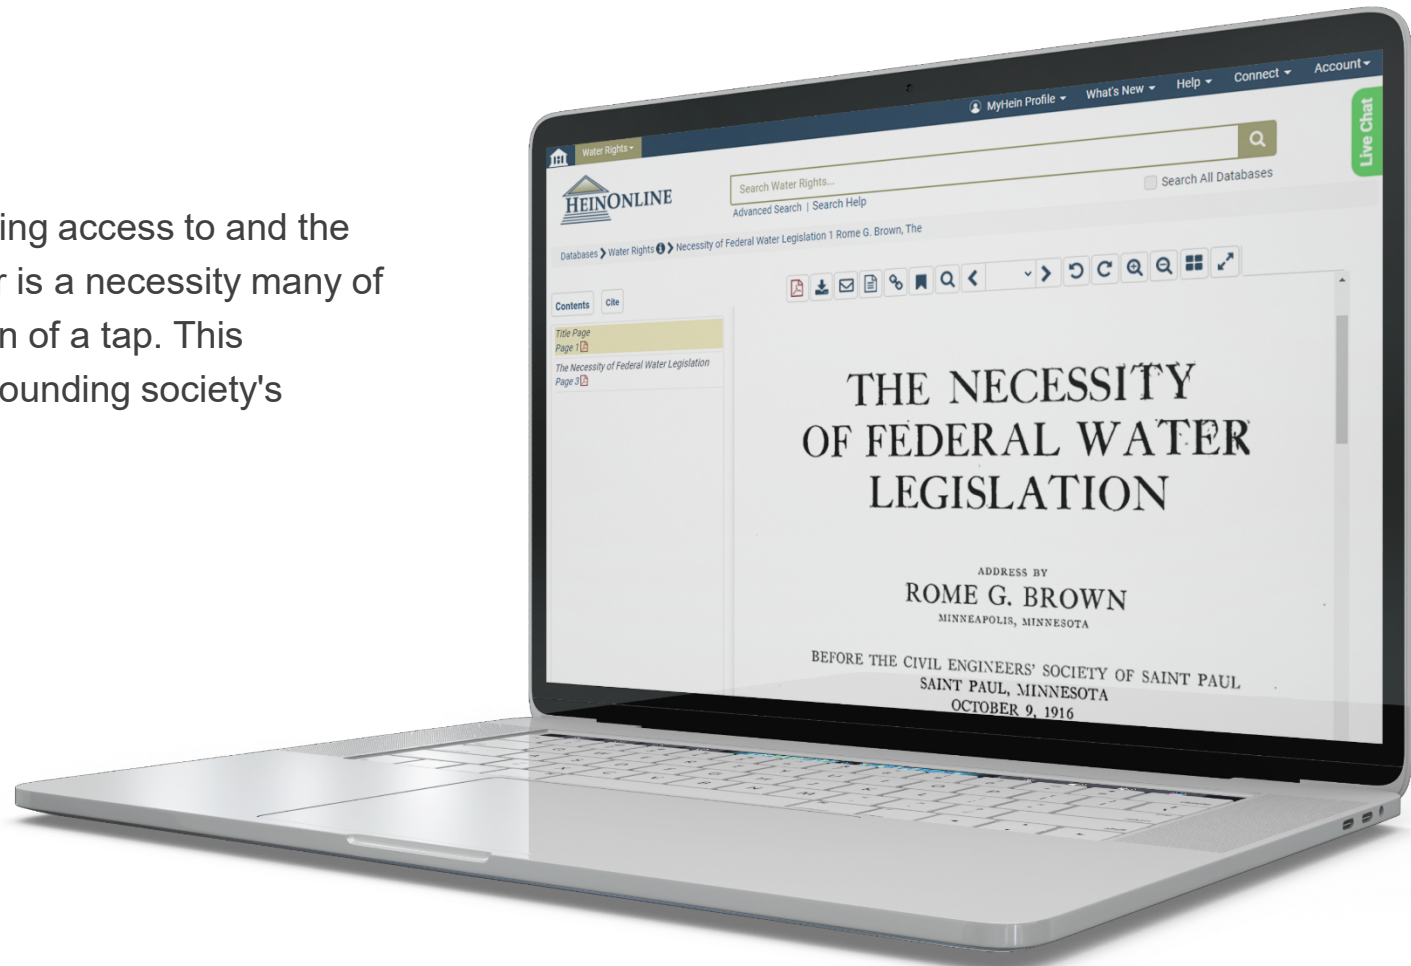 ing access to and the
r is a necessity many of
n of a tap. This
ounding society's
MyHein Profile
What's New
Help
Connect
Account
Water Rights
Live Chat
HEINONLINE
Search Water Rights...
Search All Databases
Advanced Search | Search Help
Databases ❯ Water Rights ❯ Necessity of Federal Water Legislation 1 Rome G. Brown, The
Contents
Cite
Title Page
Page 1
The Necessity of Federal Water Legislation
Page 3
THE NECESSITY
OF FEDERAL WATER
LEGISLATION
ADDRESS BY
ROME G. BROWN
MINNEAPOLIS, MINNESOTA
BEFORE THE CIVIL ENGINEERS' SOCIETY OF SAINT PAUL
SAINT PAUL, MINNESOTA
OCTOBER 9, 1916